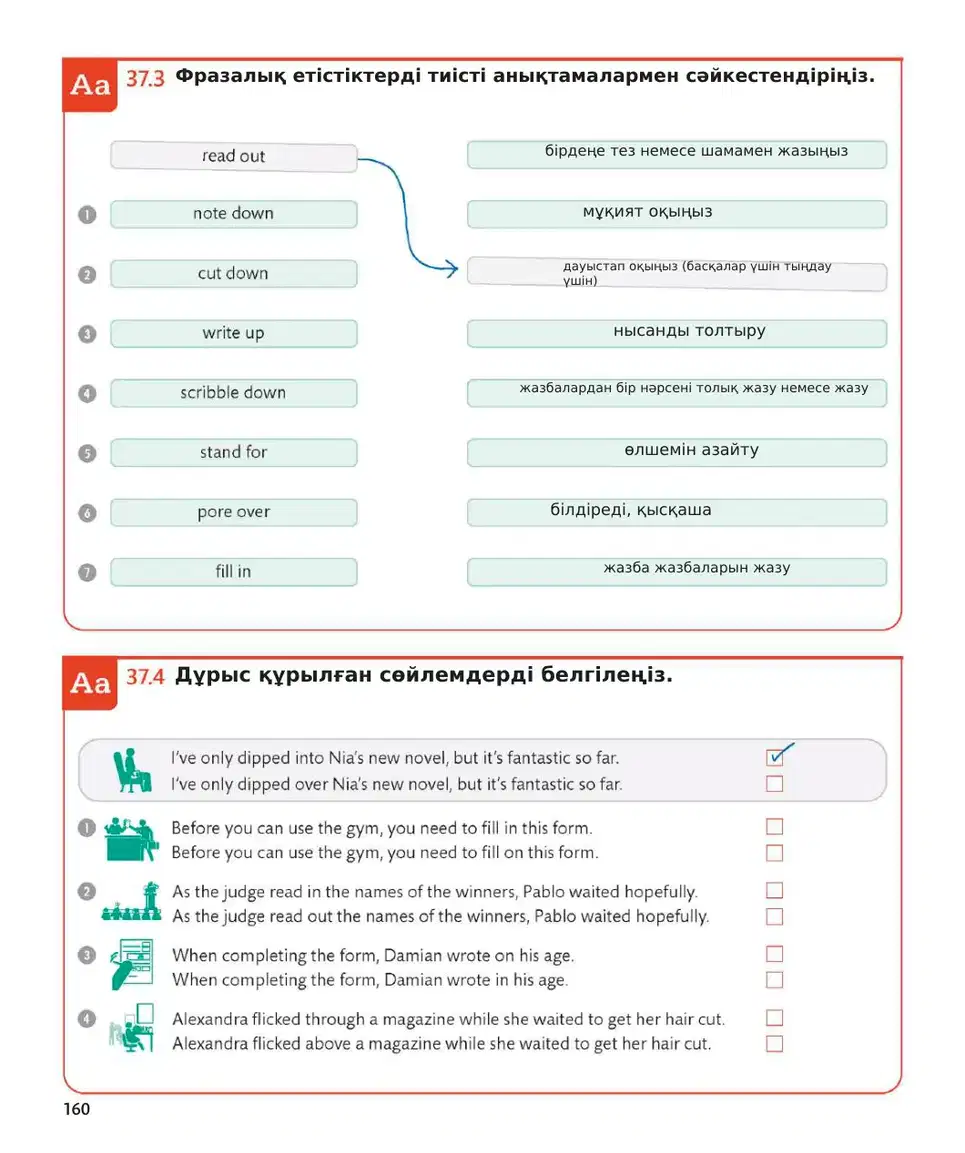 Aa 37.3 Фразалық етістіктерді тиісті анықтамалармен сәйкестендіріңіз.
read out
бірдеңе тез немесе шамамен жазыңыз
1 note down
мұқият оқыңыз
2 cut down
дауыстап оқыңыз (басқалар үшін тыңдау
үшін)
3 write up
нысанды толтыру
4 scribble down
жазбалардан бір нәрсені толық жазу немесе жазу
5 stand for
өлшемін азайту
6 pore over
білдіреді, қысқаша
7 fill in
жазба жазбаларын жазу
Aa 37.4 Дұрыс құрылған сөйлемдерді белгілеңіз.
I've only dipped into Nia's new novel, but it's fantastic so far.
I've only dipped over Nia's new novel, but it's fantastic so far.
1 Before you can use the gym, you need to fill in this form.
Before you can use the gym, you need to fill on this form.
2 As the judge read in the names of the winners, Pablo waited hopefully.
As the judge read out the names of the winners, Pablo waited hopefully.
3 When completing the form, Damian wrote on his age.
When completing the form, Damian wrote in his age.
4 Alexandra flicked through a magazine while she waited to get her hair cut.
Alexandra flicked above a magazine while she waited to get her hair cut.
160